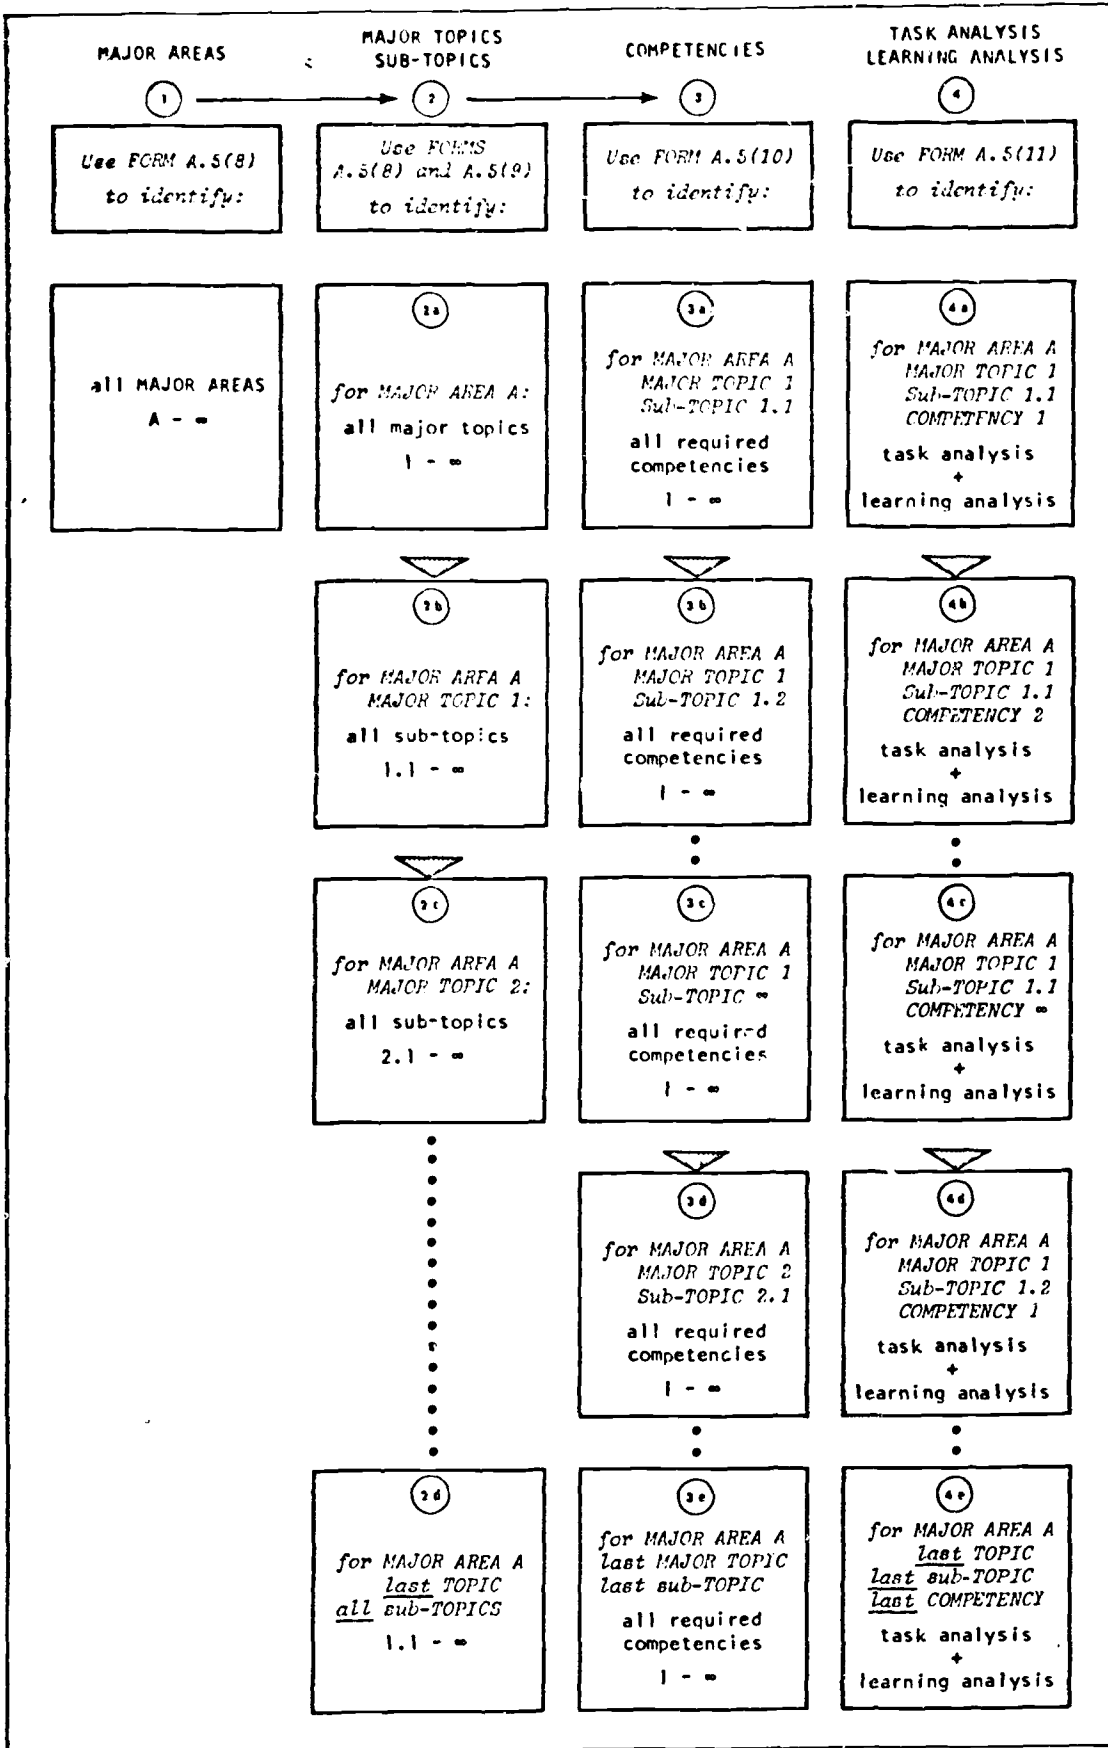 MAJOR AREAS
1
Use FORM A.5(8)
to identify:
all MAJOR AREAS
A - ∞
MAJOR TOPICS
SUB-TOPICS
2
Use FORMS
A.5(8) and A.5(9)
to identify:
2a
for MAJOR AREA A:
all major topics
1 - ∞
2b
for MAJOR AREA A
MAJOR TOPIC 1:
all sub-topics
1.1 - ∞
2c
for MAJOR AREA A
MAJOR TOPIC 2:
all sub-topics
2.1 - ∞
2d
for MAJOR AREA A
last TOPIC
all sub-TOPICS
1.1 - ∞
COMPETENCIES
3
Use FORM A.5(10)
to identify:
3a
for MAJOR AREA A
MAJOR TOPIC 1
Sub-TOPIC 1.1
all required
competencies
1 - ∞
3b
for MAJOR AREA A
MAJOR TOPIC 1
Sub-TOPIC 1.2
all required
competencies
1 - ∞
3c
for MAJOR AREA A
MAJOR TOPIC 1
Sub-TOPIC ∞
all required
competencies
1 - ∞
3d
for MAJOR AREA A
MAJOR TOPIC 2
Sub-TOPIC 2.1
all required
competencies
1 - ∞
3e
for MAJOR AREA A
last MAJOR TOPIC
last sub-TOPIC
all required
competencies
1 - ∞
TASK ANALYSIS
LEARNING ANALYSIS
4
Use FORM A.5(11)
to identify:
4a
for MAJOR AREA A
MAJOR TOPIC 1
Sub-TOPIC 1.1
COMPETENCY 1
task analysis
+
learning analysis
4b
for MAJOR AREA A
MAJOR TOPIC 1
Sub-TOPIC 1.1
COMPETENCY 2
task analysis
+
learning analysis
4c
for MAJOR AREA A
MAJOR TOPIC 1
Sub-TOPIC 1.1
COMPETENCY ∞
task analysis
+
learning analysis
4d
for MAJOR AREA A
MAJOR TOPIC 1
Sub-TOPIC 1.2
COMPETENCY 1
task analysis
+
learning analysis
4e
for MAJOR AREA A
last TOPIC
last sub-TOPIC
last COMPETENCY
task analysis
+
learning analysis